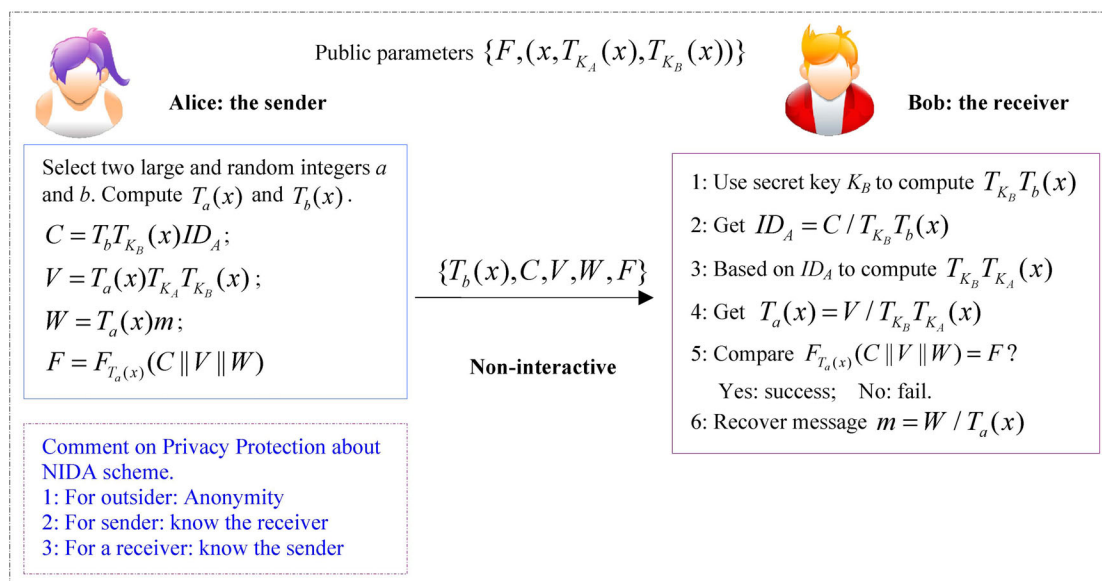 Public parameters {F,(x,T_{K_A}(x),T_{K_B}(x))}
Alice: the sender
Bob: the receiver
Select two large and random integers a
and b. Compute T_a(x) and T_b(x).
C = T_bT_{K_B}(x)ID_A;
V = T_a(x)T_{K_A}T_{K_B}(x);
W = T_a(x)m;
F = F_{T_a(x)}(C || V || W)
{T_b(x),C,V,W,F}
Non-interactive
1: Use secret key K_B to compute T_{K_B}T_b(x)
2: Get ID_A = C / T_{K_B}T_b(x)
3: Based on ID_A to compute T_{K_B}T_{K_A}(x)
4: Get T_a(x) = V / T_{K_B}T_{K_A}(x)
5: Compare F_{T_a(x)}(C || V || W) = F ?
Yes: success; No: fail.
6: Recover message m = W / T_a(x)
Comment on Privacy Protection about
NIDA scheme.
1: For outsider: Anonymity
2: For sender: know the receiver
3: For a receiver: know the sender